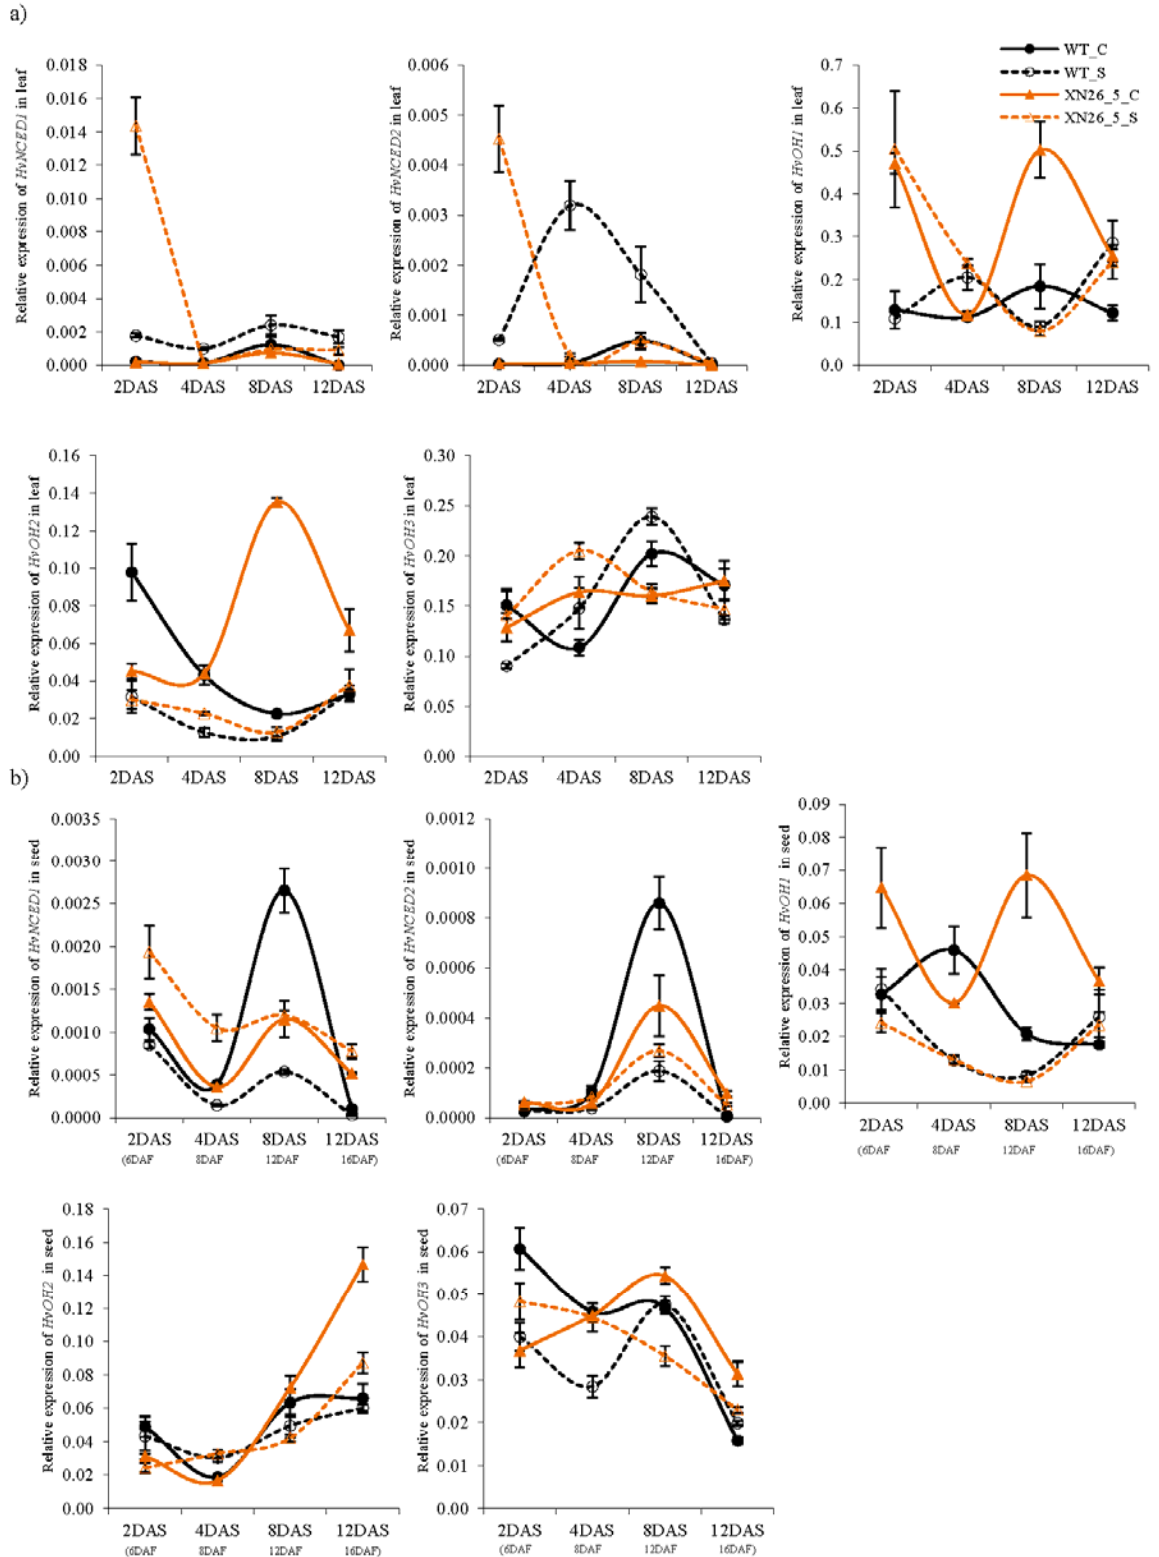 a)
Relative expression of HvNCED1 in leaf
0.018
0.016
0.014
0.012
0.010
0.008
0.006
0.004
0.002
0.000
2DAS 4DAS 8DAS 12DAS
Relative expression of HvNCED2 in leaf
0.006
0.005
0.004
0.003
0.002
0.001
0.000
2DAS 4DAS 8DAS 12DAS
Relative expression of HvOH1 in leaf
0.7
0.6
0.5
0.4
0.3
0.2
0.1
0.0
2DAS 4DAS 8DAS 12DAS
WT_C
WT_S
XN26_5_C
XN26_5_S
Relative expression of HvOH2 in leaf
0.16
0.14
0.12
0.10
0.08
0.06
0.04
0.02
0.00
2DAS 4DAS 8DAS 12DAS
Relative expression of HvOH3 in leaf
0.30
0.25
0.20
0.15
0.10
0.05
0.00
2DAS 4DAS 8DAS 12DAS
b)
Relative expression of HvNCED1 in seed
0.0035
0.0030
0.0025
0.0020
0.0015
0.0010
0.0005
0.0000
2DAS 4DAS 8DAS 12DAS
(6DAF 8DAF 12DAF 16DAF)
Relative expression of HvNCED2 in seed
0.0012
0.0010
0.0008
0.0006
0.0004
0.0002
0.0000
2DAS 4DAS 8DAS 12DAS
(6DAF 8DAF 12DAF 16DAF)
Relative expression of HvOH1 in seed
0.09
0.08
0.07
0.06
0.05
0.04
0.03
0.02
0.01
0.00
2DAS 4DAS 8DAS 12DAS
(6DAF 8DAF 12DAF 16DAF)
Relative expression of HvOH2 in seed
0.18
0.16
0.14
0.12
0.10
0.08
0.06
0.04
0.02
0.00
2DAS 4DAS 8DAS 12DAS
(6DAF 8DAF 12DAF 16DAF)
Relative expression of HvOH3 in seed
0.07
0.06
0.05
0.04
0.03
0.02
0.01
0.00
2DAS 4DAS 8DAS 12DAS
(6DAF 8DAF 12DAF 16DAF)